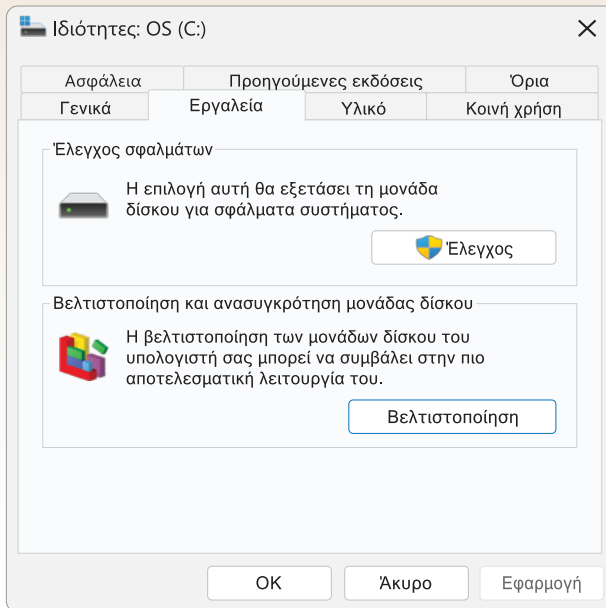 Ιδιότητες: OS (C:)
Ασφάλεια Προηγούμενες εκδόσεις Όρια
Γενικά Εργαλεία Υλικό Κοινή χρήση
Έλεγχος σφαλμάτων
Η επιλογή αυτή θα εξετάσει τη μονάδα
δίσκου για σφάλματα συστήματος.
Έλεγχος
Βελτιστοποίηση και ανασυγκρότηση μονάδας δίσκου
Η βελτιστοποίηση των μονάδων δίσκου του
υπολογιστή σας μπορεί να συμβάλει στην πιο
αποτελεσματική λειτουργία του.
Βελτιστοποίηση
OK Άκυρο Εφαρμογή